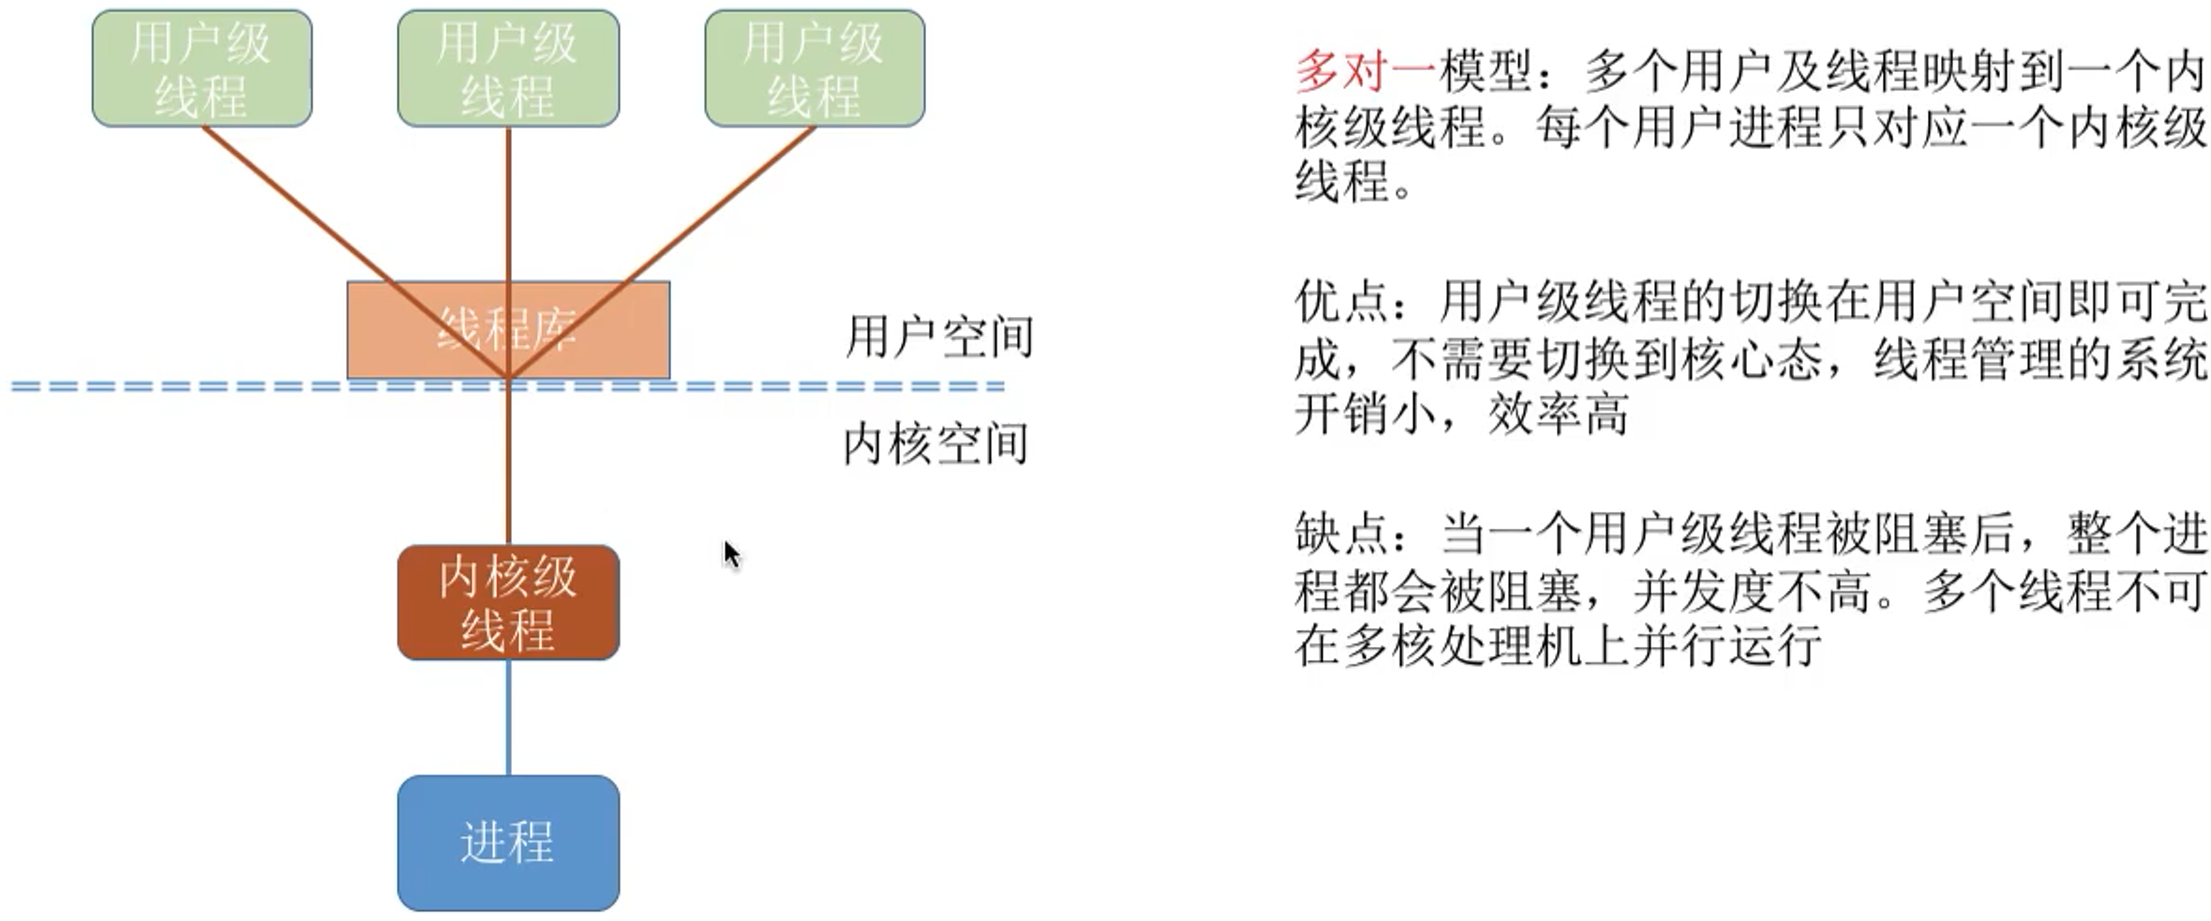 用户级
线程
用户级
线程
用户级
线程
线程库
用户空间
内核空间
内核级
线程
进程
多对一模型：多个用户及线程映射到一个内
核级线程。每个用户进程只对应一个内核级
线程。
优点：用户级线程的切换在用户空间即可完
成，不需要切换到核心态，线程管理的系统
开销小，效率高
缺点：当一个用户级线程被阻塞后，整个进
程都会被阻塞，并发度不高。多个线程不可
在多核处理机上并行运行